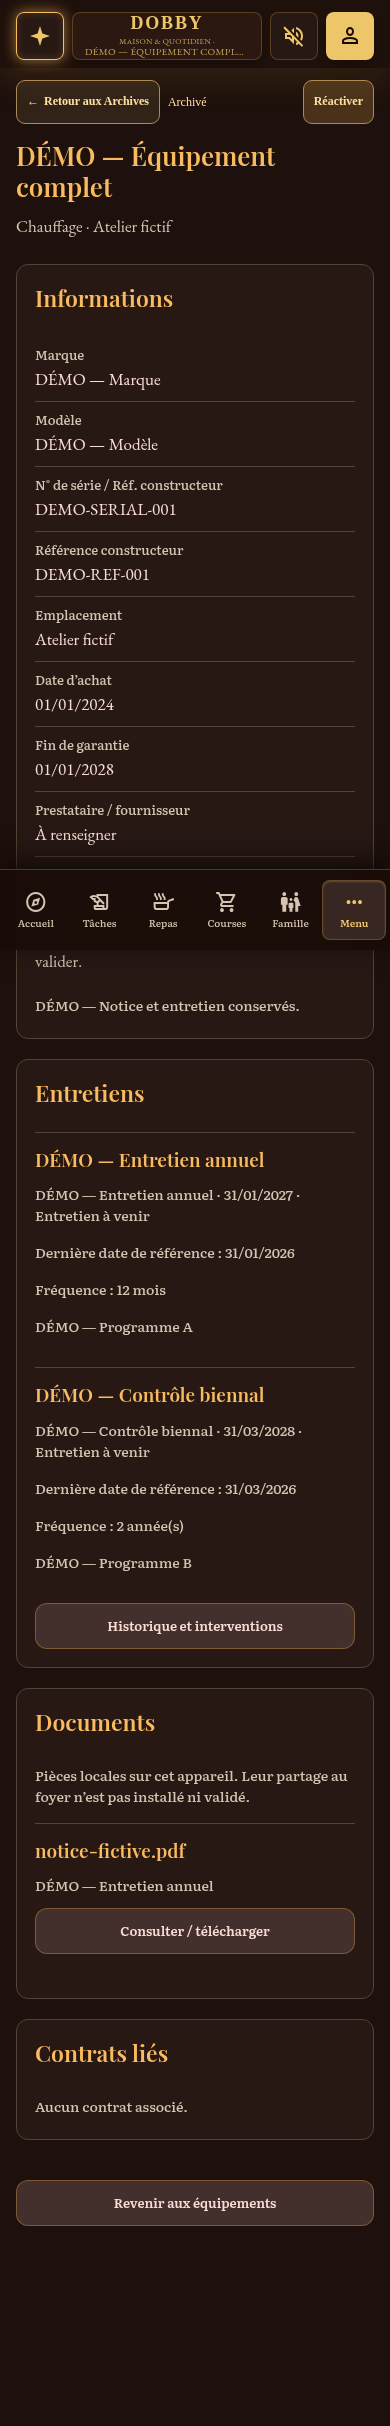 DOBBY
MAISON & QUOTIDIEN ·
DÉMO — ÉQUIPEMENT COMPL...
← Retour aux Archives
Archivé
Réactiver
DÉMO — Équipement
complet
Chauffage · Atelier fictif
Informations
Marque
DÉMO — Marque
Modèle
DÉMO — Modèle
N° de série / Réf. constructeur
DEMO-SERIAL-001
Référence constructeur
DEMO-REF-001
Emplacement
Atelier fictif
Date d’achat
01/01/2024
Fin de garantie
01/01/2028
Prestataire / fournisseur
À renseigner
Accueil
Tâches
Repas
Courses
Famille
Menu
valider.
DÉMO — Notice et entretien conservés.
Entretiens
DÉMO — Entretien annuel
DÉMO — Entretien annuel · 31/01/2027 ·
Entretien à venir
Dernière date de référence : 31/01/2026
Fréquence : 12 mois
DÉMO — Programme A
DÉMO — Contrôle biennal
DÉMO — Contrôle biennal · 31/03/2028 ·
Entretien à venir
Dernière date de référence : 31/03/2026
Fréquence : 2 année(s)
DÉMO — Programme B
Historique et interventions
Documents
Pièces locales sur cet appareil. Leur partage au
foyer n’est pas installé ni validé.
notice-fictive.pdf
DÉMO — Entretien annuel
Consulter / télécharger
Contrats liés
Aucun contrat associé.
Revenir aux équipements